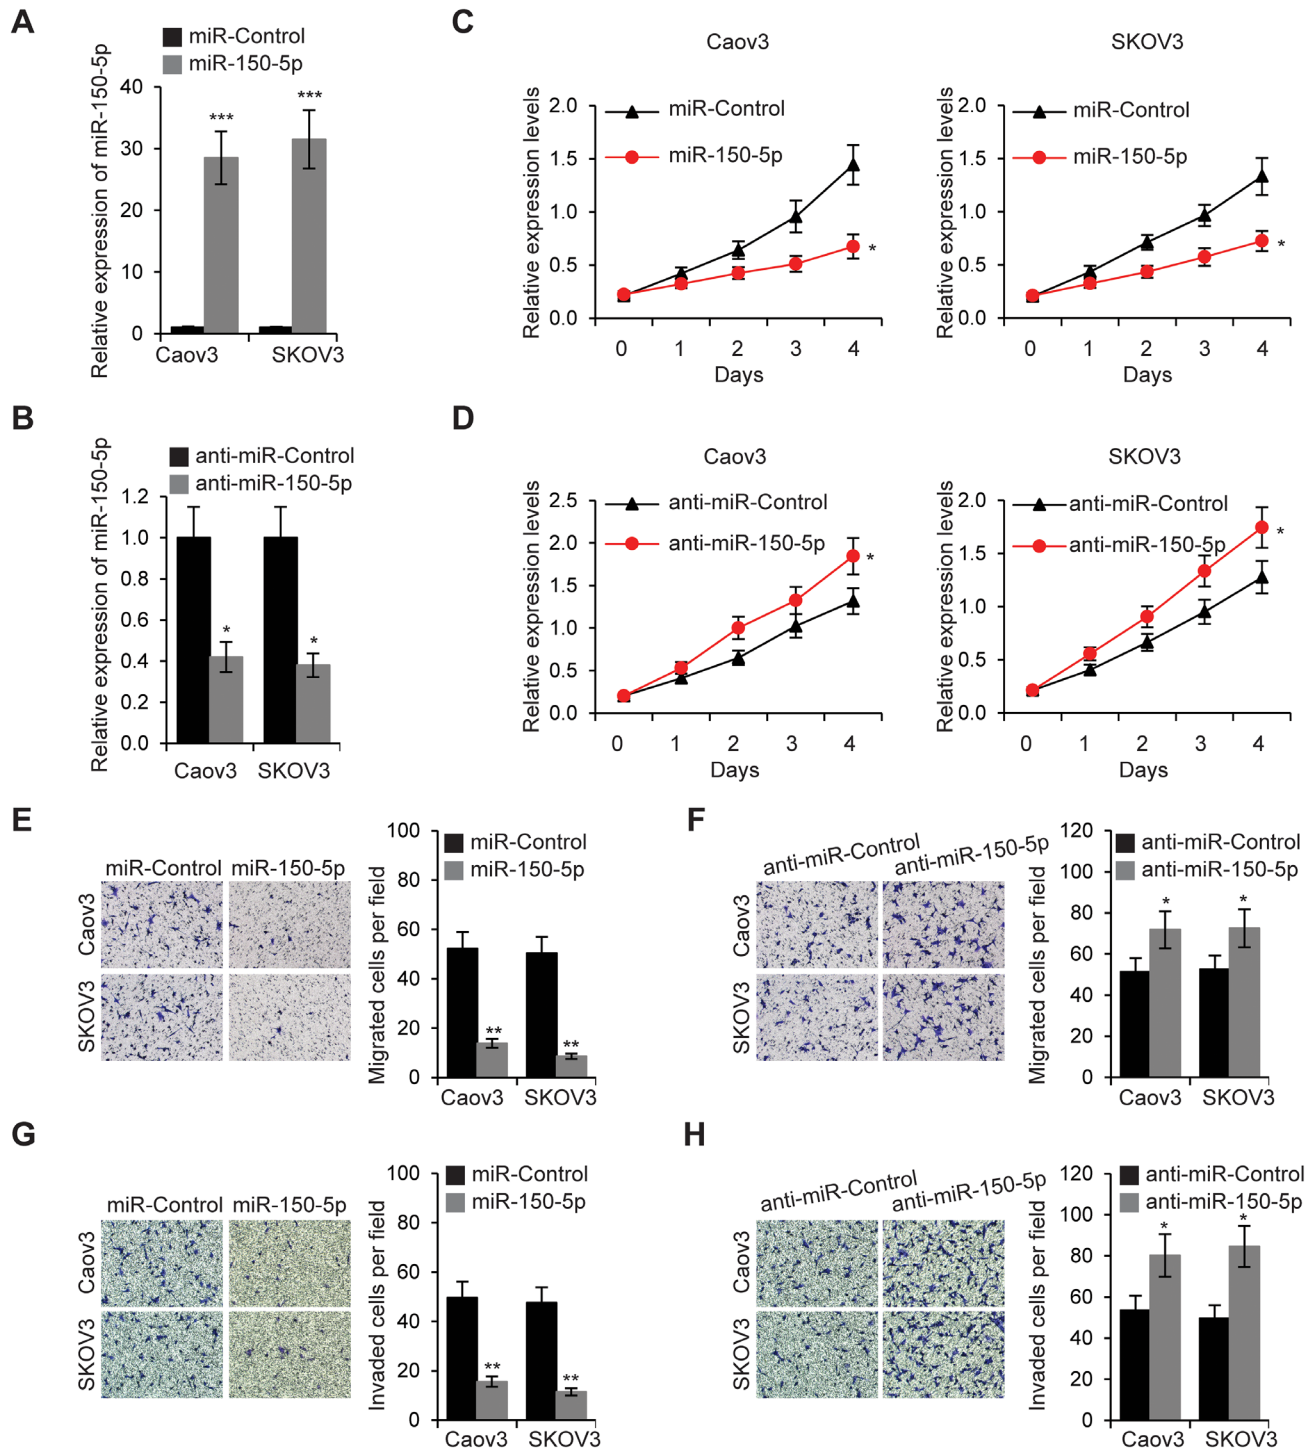 A
miR-Control
miR-150-5p
Relative expression of miR-150-5p
40
30
20
10
0
***
***
Caov3
SKOV3
B
anti-miR-Control
anti-miR-150-5p
Relative expression of miR-150-5p
1.2
1.0
0.8
0.6
0.4
0.2
0.0
*
*
Caov3
SKOV3
C
Caov3
Relative expression levels
2.0
1.5
1.0
0.5
0.0
miR-Control
miR-150-5p
*
0 1 2 3 4
Days
SKOV3
Relative expression levels
2.0
1.5
1.0
0.5
0.0
miR-Control
miR-150-5p
*
0 1 2 3 4
Days
D
Caov3
Relative expression levels
2.5
2.0
1.5
1.0
0.5
0.0
anti-miR-Control
anti-miR-150-5p
*
0 1 2 3 4
Days
SKOV3
Relative expression levels
2.0
1.5
1.0
0.5
0.0
anti-miR-Control
anti-miR-150-5p
*
0 1 2 3 4
Days
E
miR-Control miR-150-5p
Caov3
SKOV3
Migrated cells per field
100
80
60
40
20
0
miR-Control
miR-150-5p
**
**
Caov3
SKOV3
F
anti-miR-Control
anti-miR-150-5p
Caov3
SKOV3
Migrated cells per field
120
100
80
60
40
20
0
anti-miR-Control
anti-miR-150-5p
*
*
Caov3
SKOV3
G
miR-Control miR-150-5p
Caov3
SKOV3
Invaded cells per field
100
80
60
40
20
0
miR-Control
miR-150-5p
**
**
Caov3
SKOV3
H
anti-miR-Control
anti-miR-150-5p
Caov3
SKOV3
Invaded cells per field
120
100
80
60
40
20
0
anti-miR-Control
anti-miR-150-5p
*
*
Caov3
SKOV3